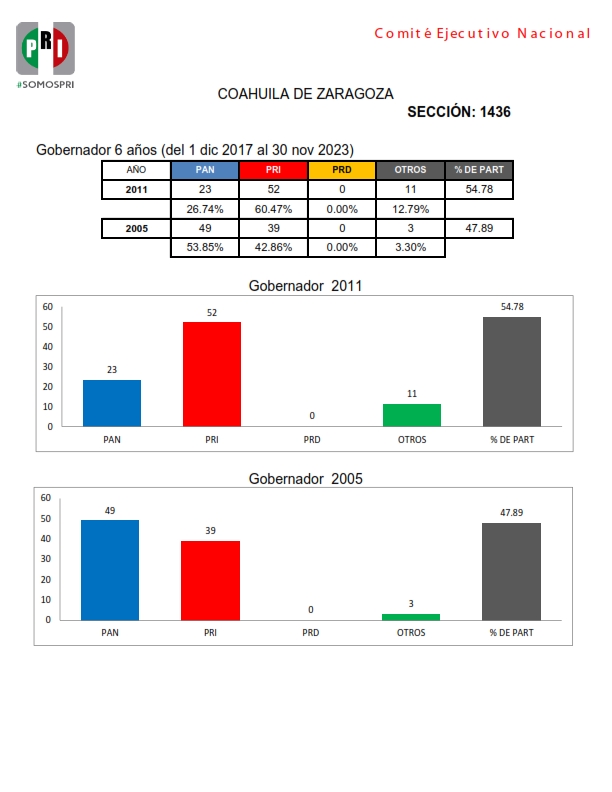 PRI
#SOMOSPRI
Comité Ejecutivo Nacional
COAHUILA DE ZARAGOZA
SECCIÓN: 1436
Gobernador 6 años (del 1 dic 2017 al 30 nov 2023)
AÑO PAN PRI PRD OTROS % DE PART
2011 23 52 0 11 54.78
26.74% 60.47% 0.00% 12.79%
2005 49 39 0 3 47.89
53.85% 42.86% 0.00% 3.30%
Gobernador 2011
60
50
40
30
20
10
0
23
52
0
11
54.78
PAN PRI PRD OTROS % DE PART
Gobernador 2005
60
50
40
30
20
10
0
49
39
0
3
47.89
PAN PRI PRD OTROS % DE PART